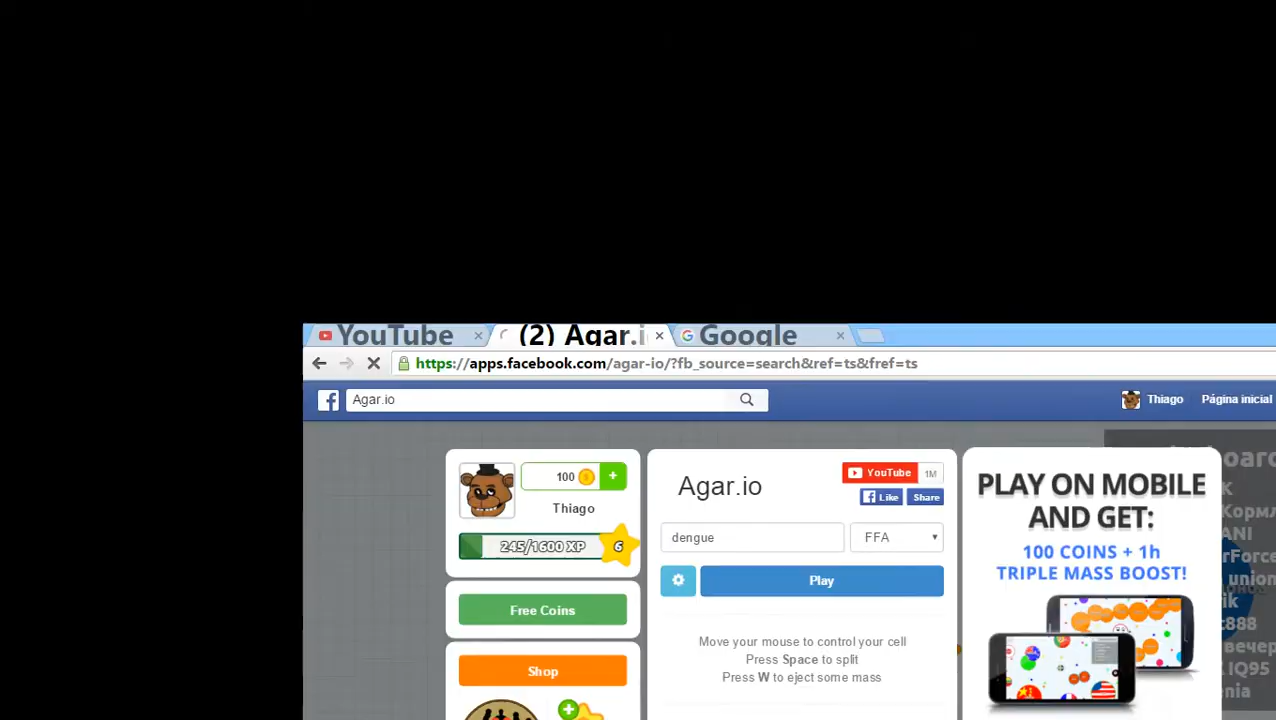 YouTube
(2) Agar.i
Google
https://apps.facebook.com/agar-io/?fb_source=search&ref=ts&fref=ts
Agar.io
Thiago
Página inicial
100
+
Thiago
245/1600 XP
6
Free Coins
Shop
Agar.io
YouTube
1M
Like
Share
dengue
FFA
Play
Move your mouse to control your cell
Press Space to split
Press W to eject some mass
PLAY ON MOBILE
AND GET:
100 COINS + 1h
TRIPLE MASS BOOST!
union
IQ95